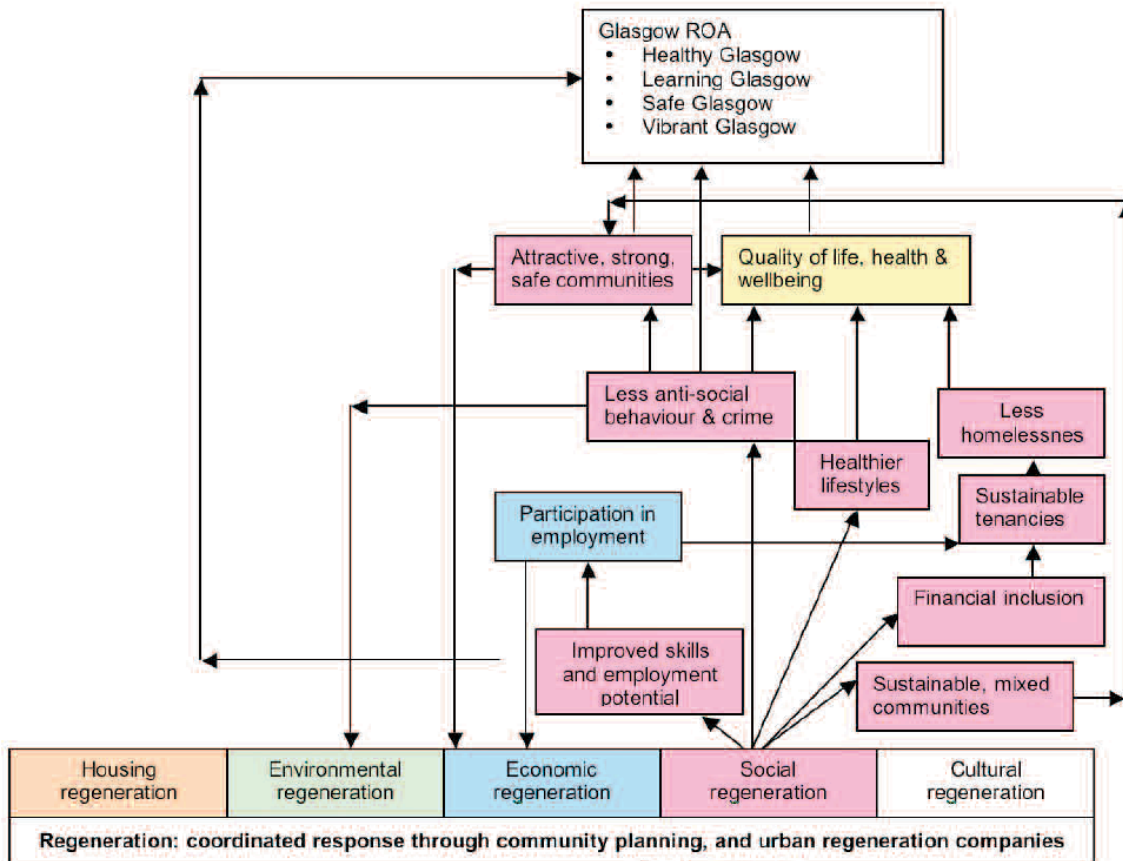 Glasgow ROA
• Healthy Glasgow
• Learning Glasgow
• Safe Glasgow
• Vibrant Glasgow
Attractive, strong,
safe communities
Quality of life, health &
wellbeing
Less anti-social
behaviour & crime
Less
homelessnes
Healthier
lifestyles
Sustainable
tenancies
Participation in
employment
Financial inclusion
Improved skills
and employment
potential
Sustainable, mixed
communities
Housing
regeneration
Environmental
regeneration
Economic
regeneration
Social
regeneration
Cultural
regeneration
Regeneration: coordinated response through community planning, and urban regeneration companies